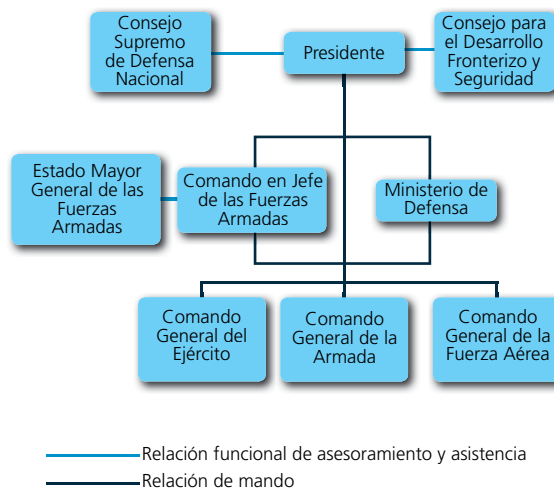 Consejo
Supremo
de Defensa
Nacional
Presidente
Consejo para
el Desarrollo
Fronterizo y
Seguridad
Estado Mayor
General de las
Fuerzas
Armadas
Comando en Jefe
de las Fuerzas
Armadas
Ministerio de
Defensa
Comando
General del
Ejército
Comando
General de la
Armada
Comando
General de la
Fuerza Aérea
Relación funcional de asesoramiento y asistencia
Relación de mando